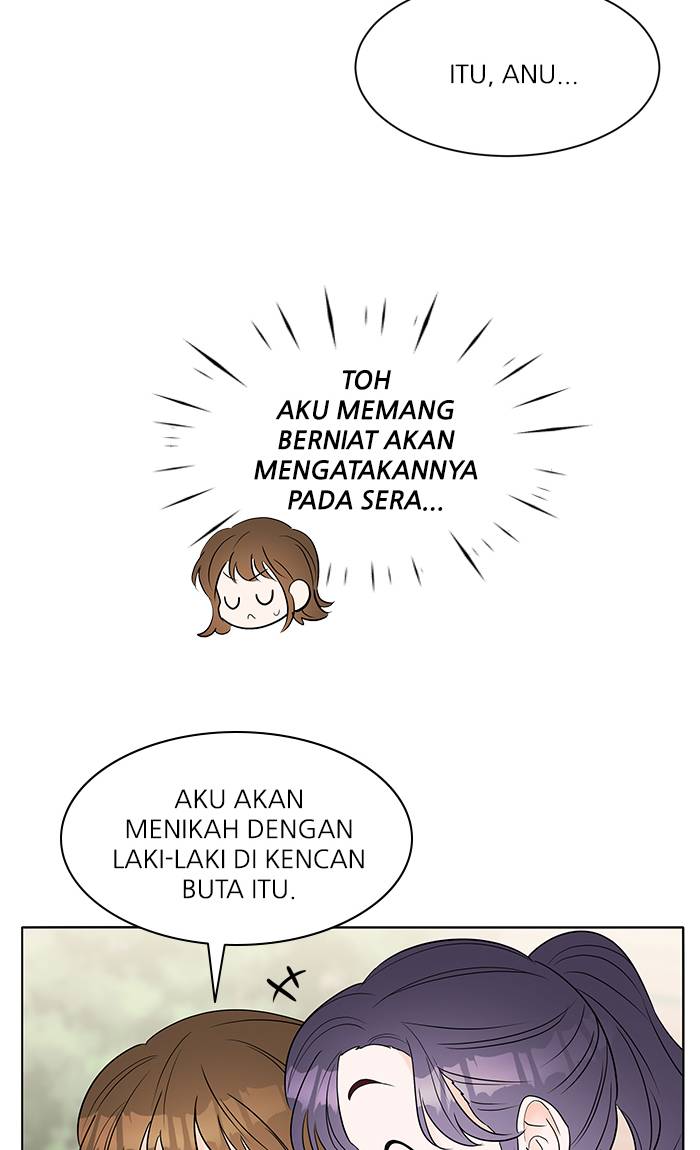 ITU, ANU...
TOH
AKU MEMANG
BERNIAT AKAN
MENGATAKANNYA
PADA SERA...
AKU AKAN
MENIKAH DENGAN
LAKI-LAKI DI KENCAN
BUTA ITU.